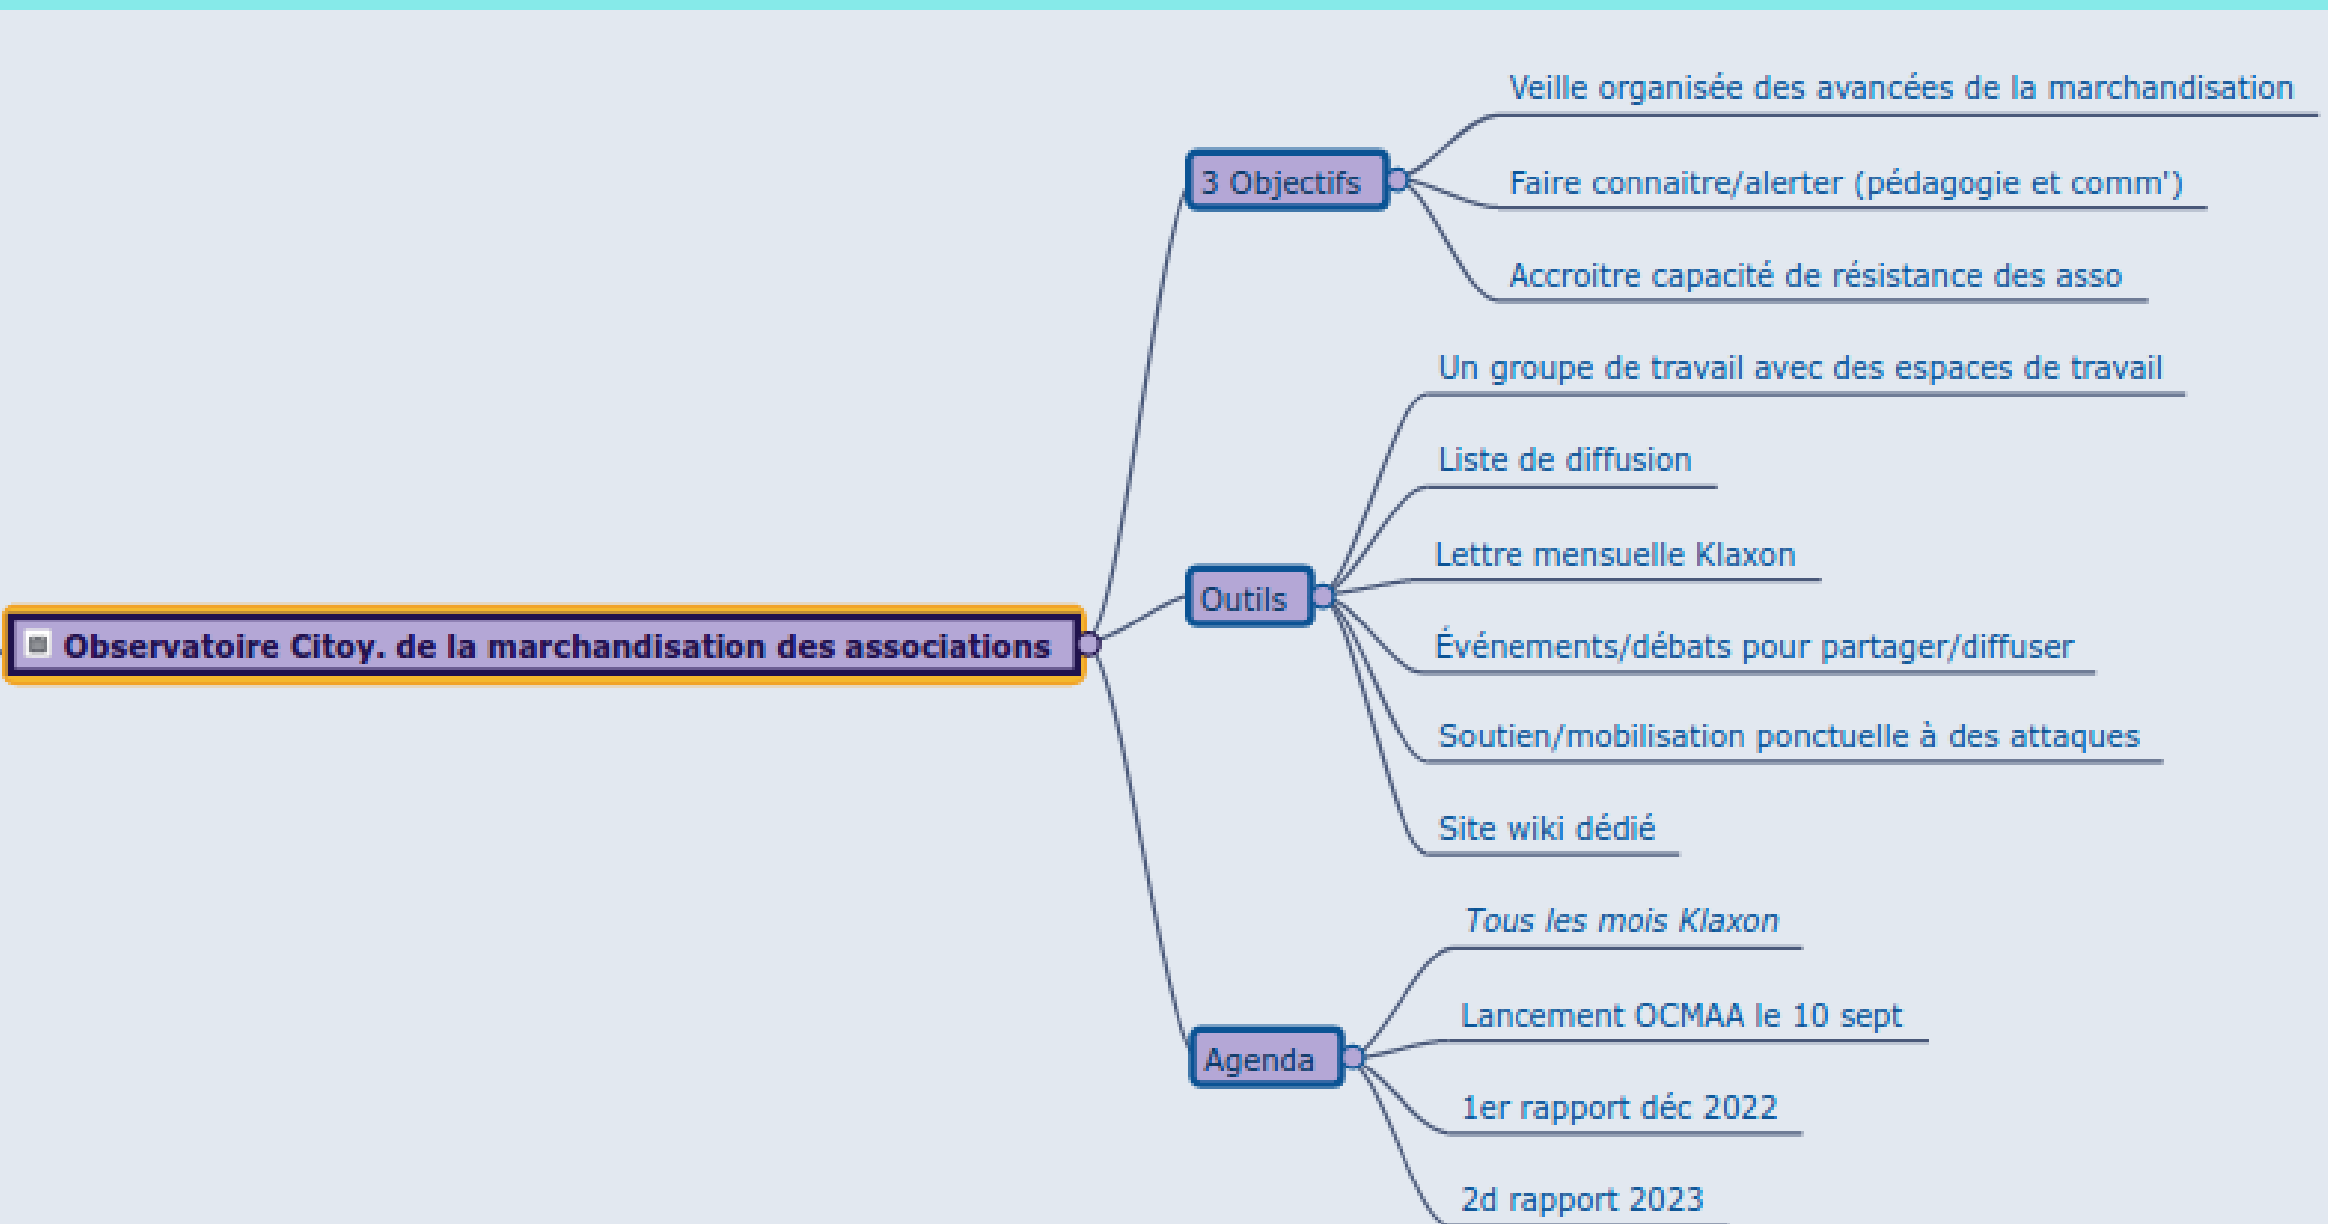 Veille organisée des avancées de la marchandisation
3 Objectifs
Faire connaitre/alerter (pédagogie et comm')
Accroitre capacité de résistance des asso
Un groupe de travail avec des espaces de travail
Liste de diffusion
Lettre mensuelle Klaxon
Outils
Événements/débats pour partager/diffuser
Observatoire Citoy. de la marchandisation des associations
Soutien/mobilisation ponctuelle à des attaques
Site wiki dédié
Tous les mois Klaxon
Lancement OCMAA le 10 sept
Agenda
1er rapport déc 2022
2d rapport 2023